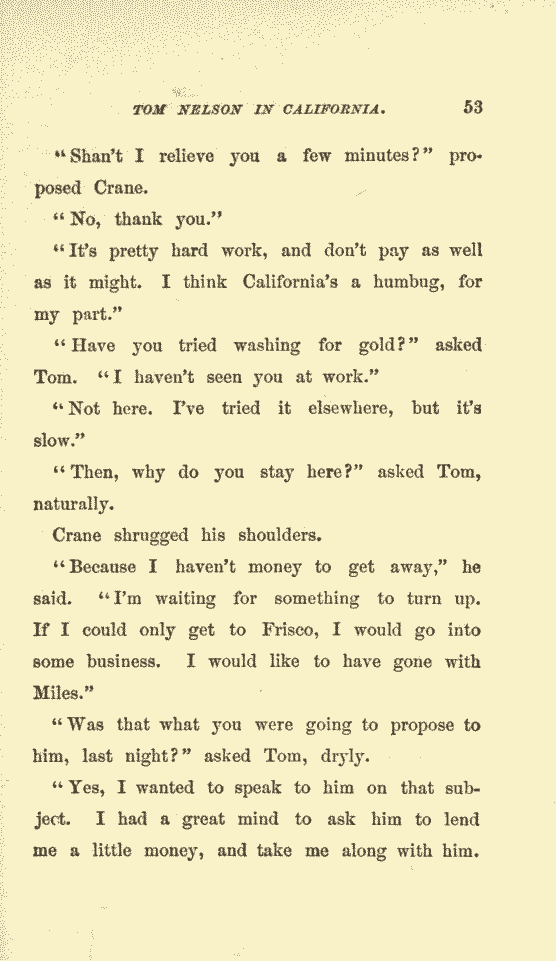 TOM NELSON IN CALIFORNIA. 53
"Shan't I relieve you a few minutes?" pro-
posed Crane.
"No, thank you."
"It's pretty hard work, and don't pay as well
as it might. I think California's a humbug, for
my part."
"Have you tried washing for gold?" asked
Tom. "I haven't seen you at work."
"Not here. I've tried it elsewhere, but it's
slow."
"Then, why do you stay here?" asked Tom,
naturally.
Crane shrugged his shoulders.
"Because I haven't money to get away," he
said. "I'm waiting for something to turn up.
If I could only get to Frisco, I would go into
some business. I would like to have gone with
Miles."
"Was that what you were going to propose to
him, last night?" asked Tom, dryly.
"Yes, I wanted to speak to him on that sub-
ject. I had a great mind to ask him to lend
me a little money, and take me along with him.